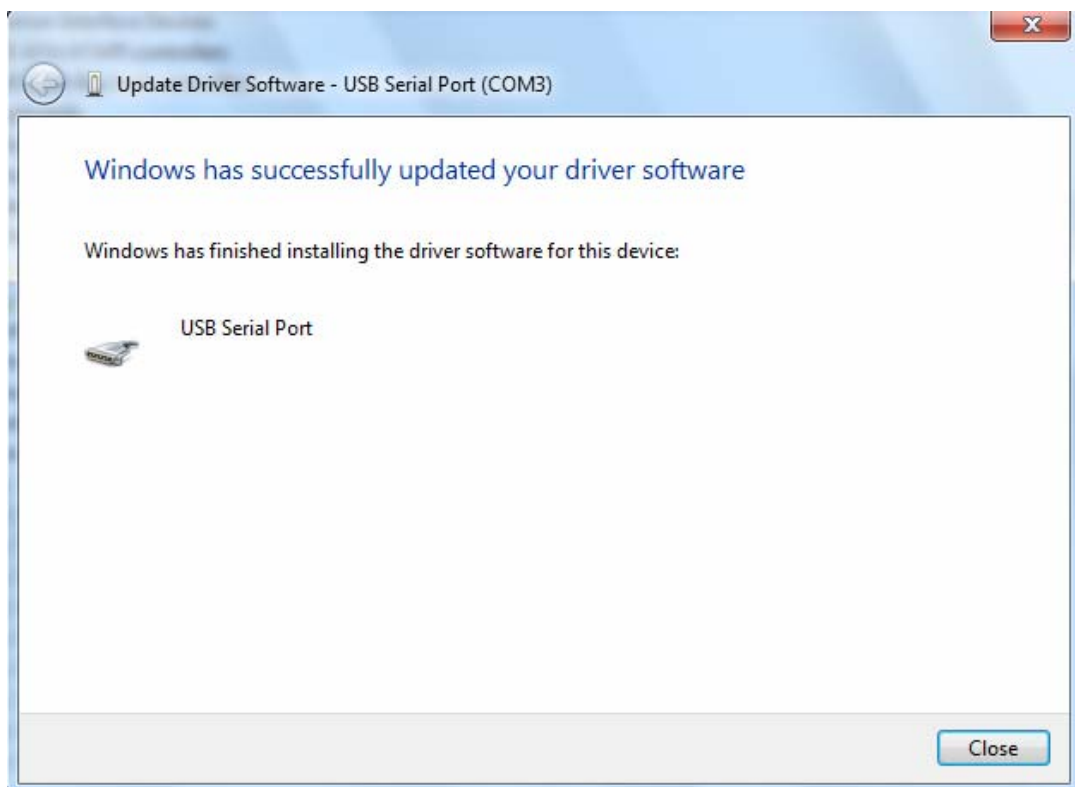 Update Driver Software - USB Serial Port (COM3)
Windows has successfully updated your driver software
Windows has finished installing the driver software for this device:
USB Serial Port
Close